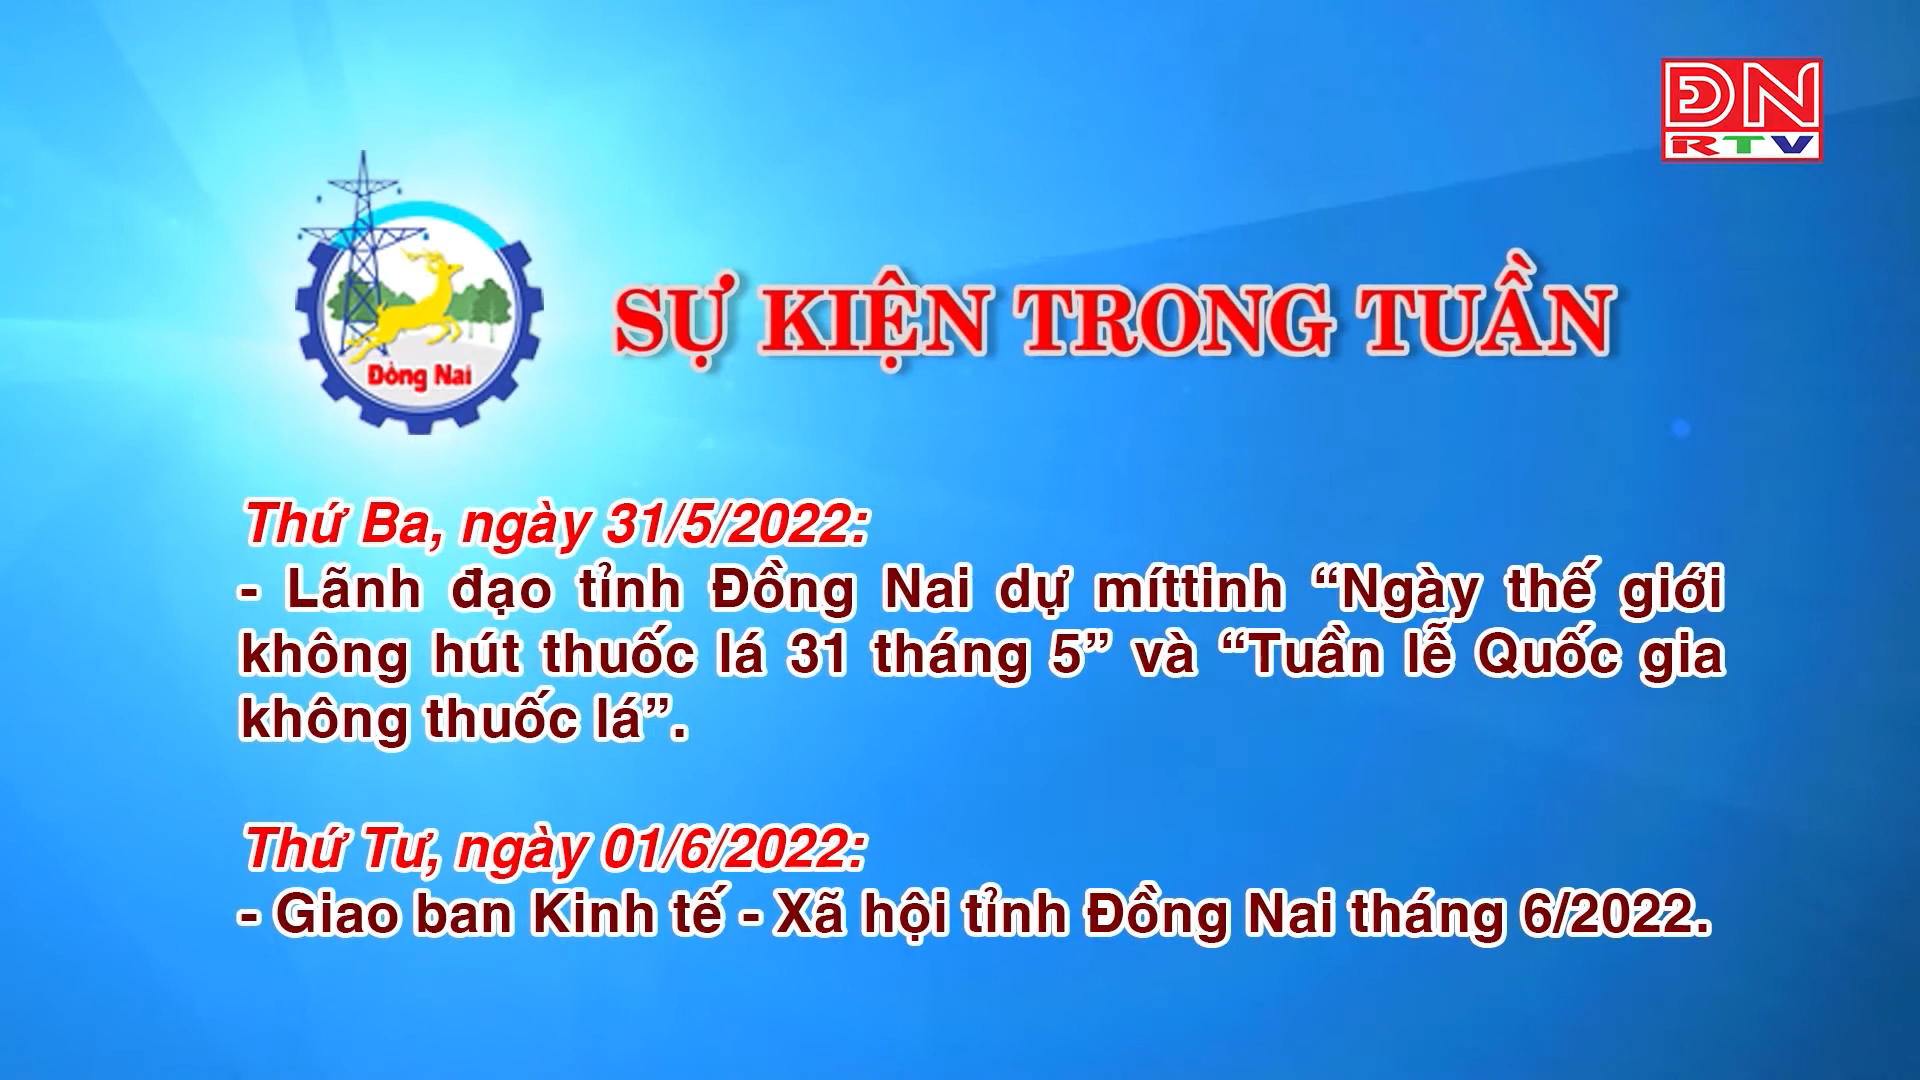 ĐN
RTV
Đồng Nai
SỰ KIỆN TRONG TUẦN
Thứ Ba, ngày 31/5/2022:
- Lãnh đạo tỉnh Đồng Nai dự míttinh “Ngày thế giới
không hút thuốc lá 31 tháng 5” và “Tuần lễ Quốc gia
không thuốc lá”.
Thứ Tư, ngày 01/6/2022:
- Giao ban Kinh tế - Xã hội tỉnh Đồng Nai tháng 6/2022.